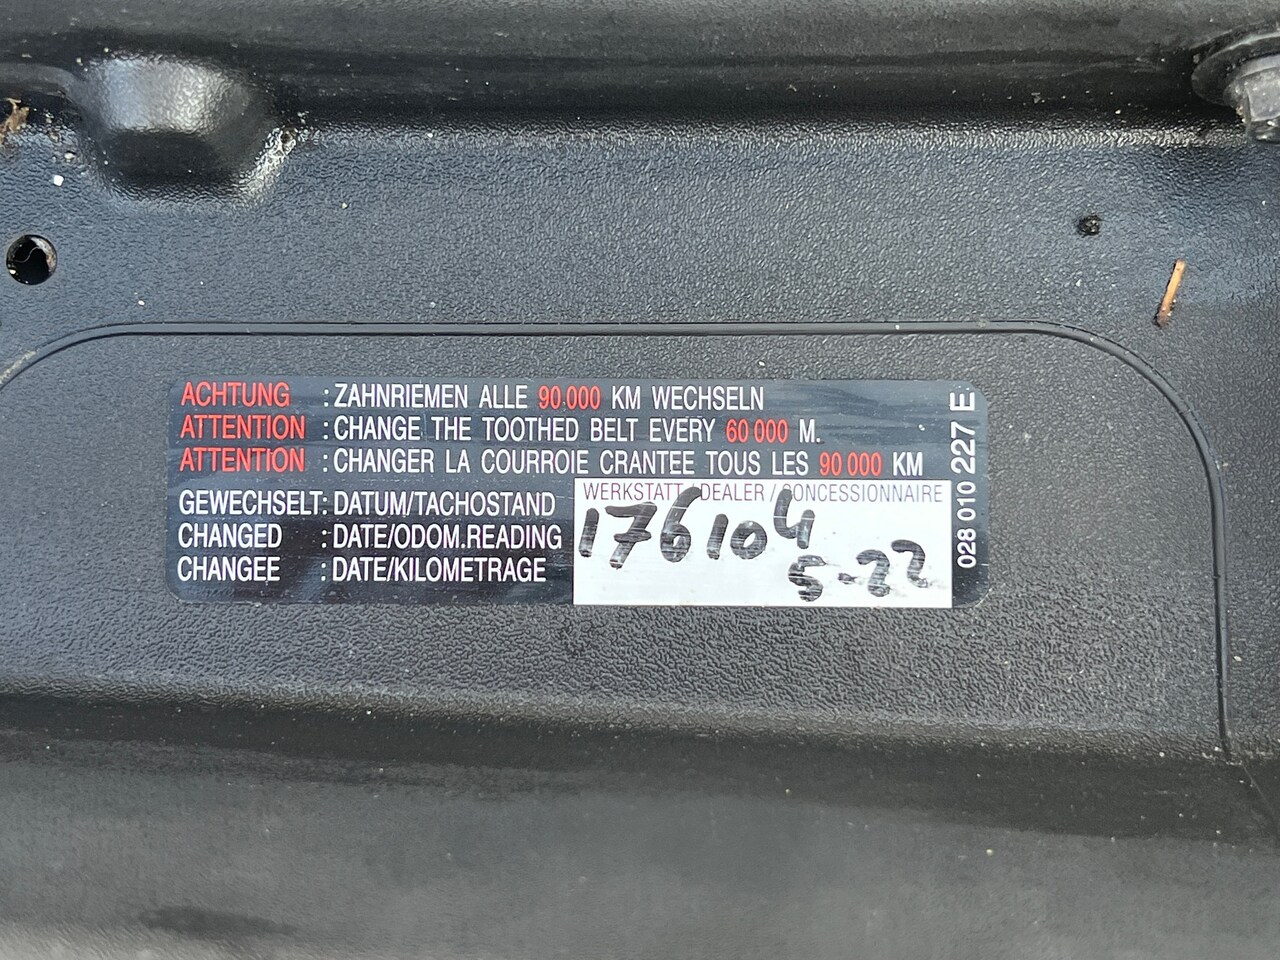 ACHTUNG : ZAHNRIEMEN ALLE 90.000 KM WECHSELN
ATTENTION : CHANGE THE TOOTHED BELT EVERY 60 000 M.
ATTENTION : CHANGER LA COURROIE CRANTEE TOUS LES 90 000 KM
GEWECHSELT: DATUM/TACHOSTAND
CHANGED : DATE/ODOM.READING
CHANGEE : DATE/KILOMETRAGE
WERKSTATT / DEALER / CONCESSIONNAIRE
176104
5-22
028 010 227 E